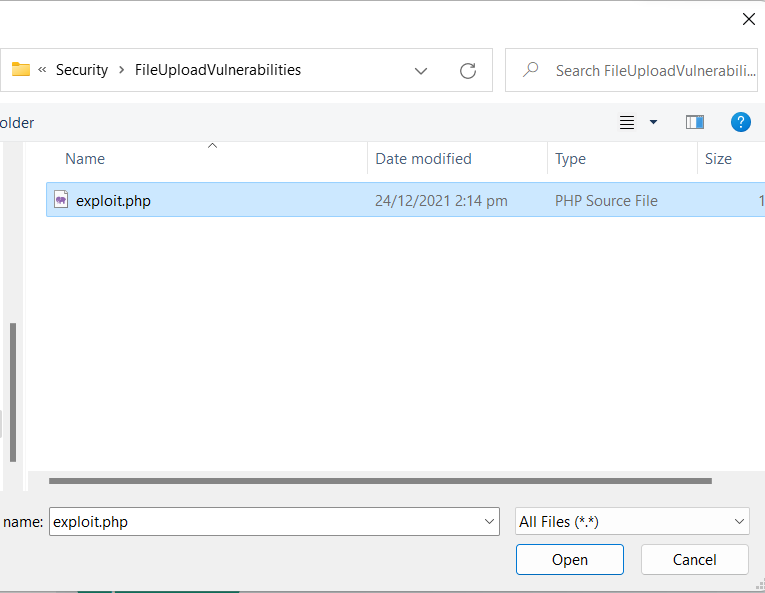 « Security › FileUploadVulnerabilities
Search FileUploadVulnerabili...
older
?
Name Date modified Type Size
exploit.php 24/12/2021 2:14 pm PHP Source File 1
name: exploit.php All Files (*.*)
Open Cancel